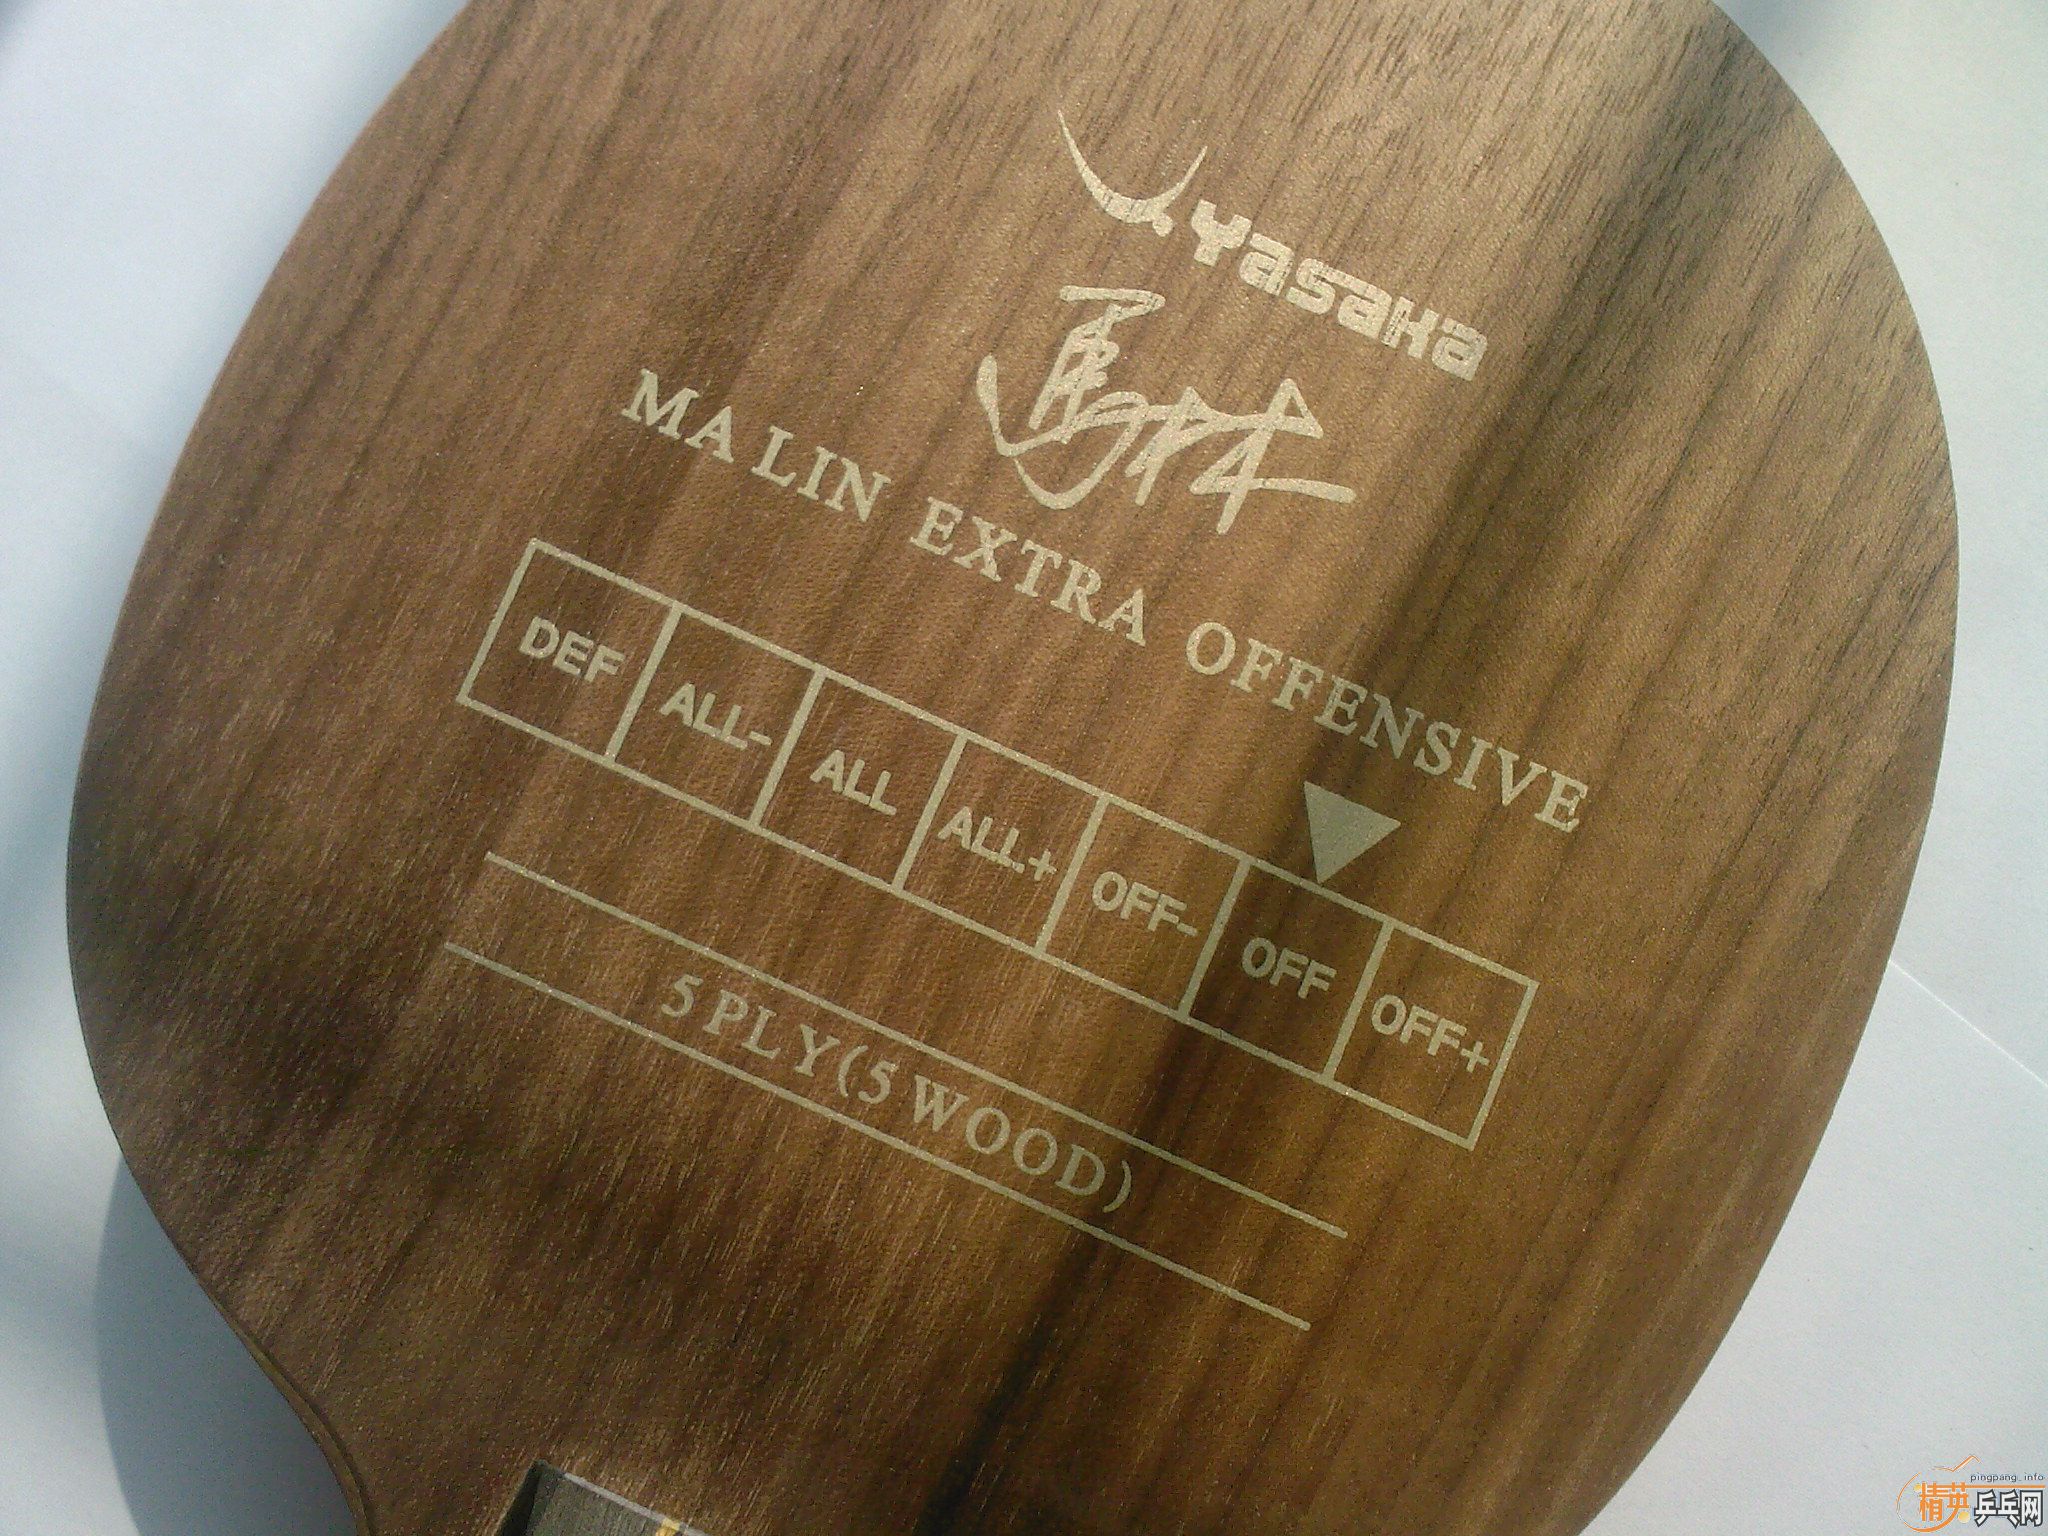 Yasaka
馬林
MA LIN EXTRA OFFENSIVE
DEF ALL- ALL ALL+ OFF- OFF OFF+
5 PLY (5 WOOD)
pingpang.info
精英乒乓网